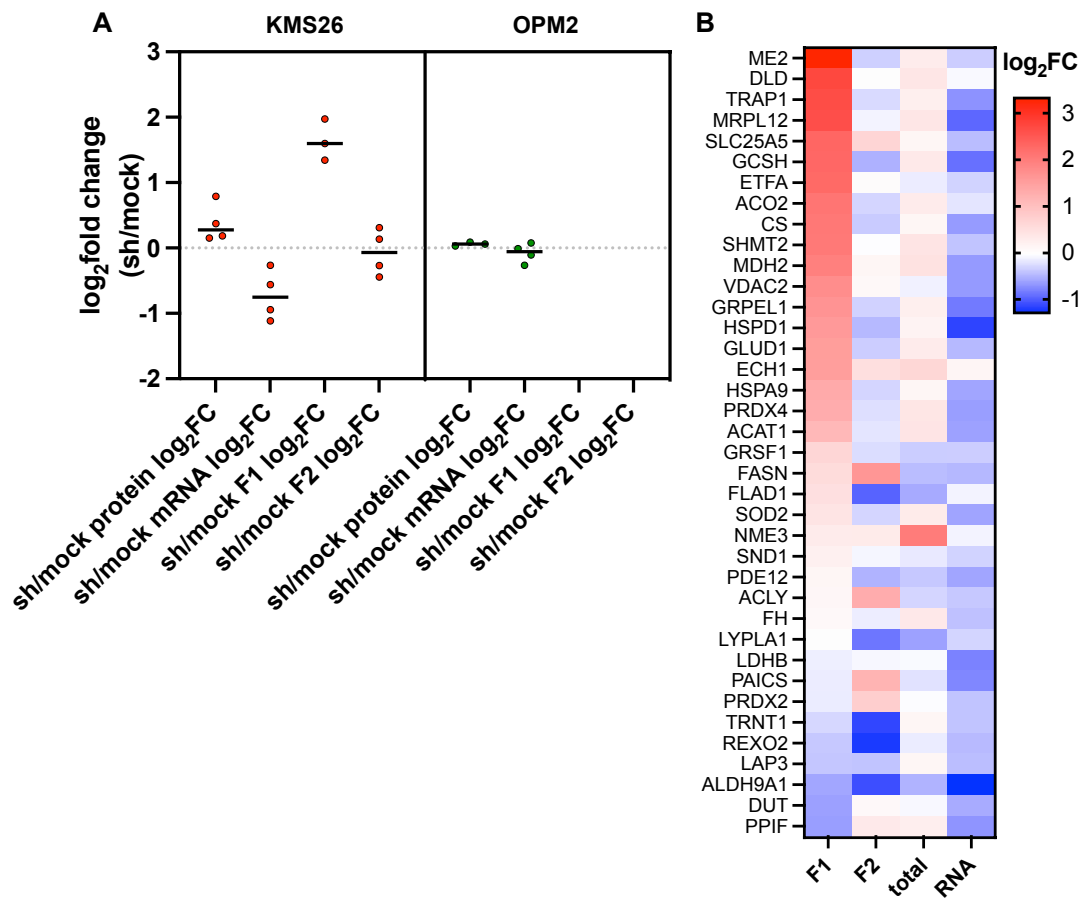 A
KMS26
OPM2
log₂fold change
(sh/mock)
3
2
1
0
-1
-2
sh/mock protein log₂FC
sh/mock mRNA log₂FC
sh/mock F1 log₂FC
sh/mock F2 log₂FC
sh/mock protein log₂FC
sh/mock mRNA log₂FC
sh/mock F1 log₂FC
sh/mock F2 log₂FC
B
ME2
DLD
TRAP1
MRPL12
SLC25A5
GCSH
ETFA
ACO2
CS
SHMT2
MDH2
VDAC2
GRPEL1
HSPD1
GLUD1
ECH1
HSPA9
PRDX4
ACAT1
GRSF1
FASN
FLAD1
SOD2
NME3
SND1
PDE12
ACLY
FH
LYPLA1
LDHB
PAICS
PRDX2
TRNT1
REXO2
LAP3
ALDH9A1
DUT
PPIF
F1
F2
total
RNA
log₂FC
3
2
1
0
-1